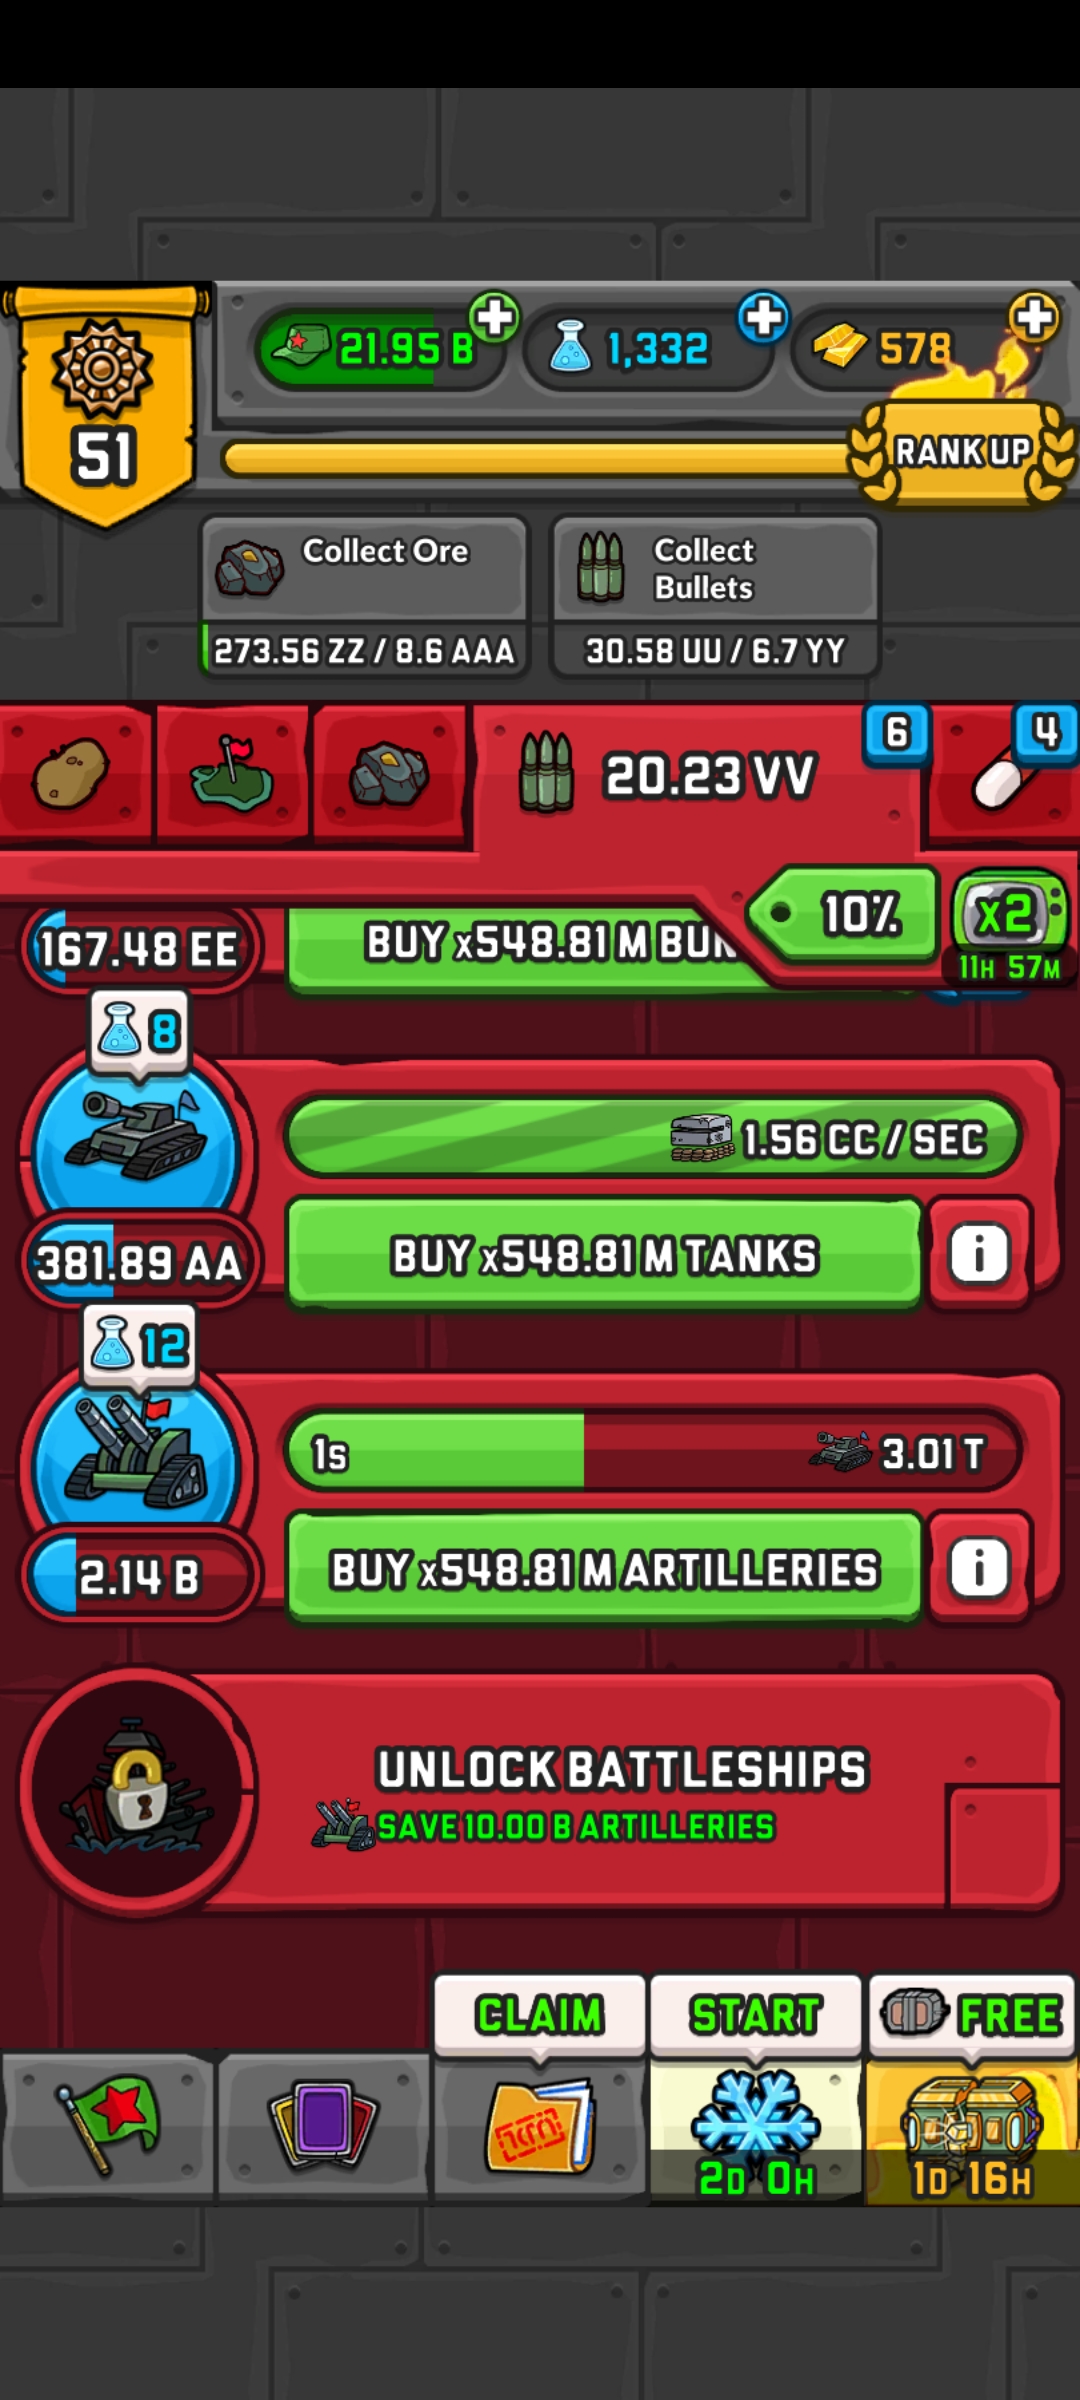 21.95 B
1,332
578
51
RANK UP
Collect Ore
273.56 ZZ / 8.6 AAA
Collect
Bullets
30.58 UU / 6.7 YY
20.23 VV
6
4
10%
x2
11H 57M
167.48 EE
BUY x548.81 M BUN
8
1.56 CC / SEC
381.89 AA
BUY x548.81 M TANKS
i
12
1s
3.01 T
2.14 B
BUY x548.81 M ARTILLERIES
i
UNLOCK BATTLESHIPS
SAVE 10.00 B ARTILLERIES
CLAIM
START
FREE
2D 0H
1D 16H